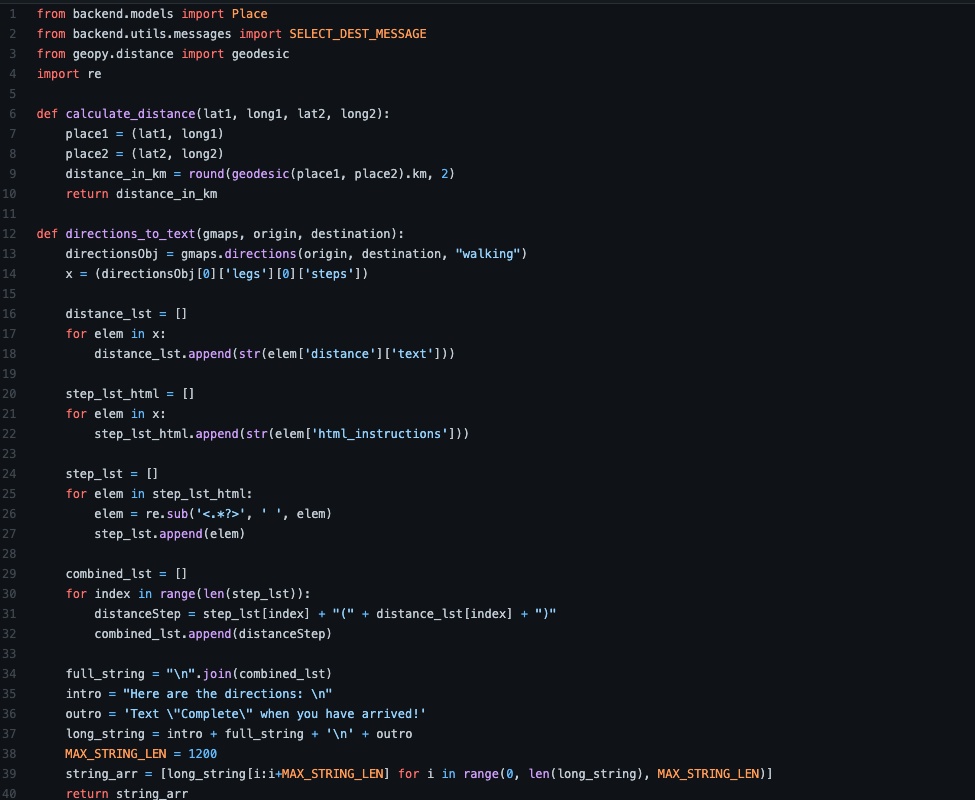 1 from backend.models import Place
2 from backend.utils.messages import SELECT_DEST_MESSAGE
3 from geopy.distance import geodesic
4 import re
5
6 def calculate_distance(lat1, long1, lat2, long2):
7     place1 = (lat1, long1)
8     place2 = (lat2, long2)
9     distance_in_km = round(geodesic(place1, place2).km, 2)
10     return distance_in_km
11
12 def directions_to_text(gmaps, origin, destination):
13     directionsObj = gmaps.directions(origin, destination, "walking")
14     x = (directionsObj[0]['legs'][0]['steps'])
15
16     distance_lst = []
17     for elem in x:
18         distance_lst.append(str(elem['distance']['text']))
19
20     step_lst_html = []
21     for elem in x:
22         step_lst_html.append(str(elem['html_instructions']))
23
24     step_lst = []
25     for elem in step_lst_html:
26         elem = re.sub('<.*?>', ' ', elem)
27         step_lst.append(elem)
28
29     combined_lst = []
30     for index in range(len(step_lst)):
31         distanceStep = step_lst[index] + "(" + distance_lst[index] + ")"
32         combined_lst.append(distanceStep)
33
34     full_string = "\n".join(combined_lst)
35     intro = "Here are the directions: \n"
36     outro = 'Text \"Complete\" when you have arrived!'
37     long_string = intro + full_string + '\n' + outro
38     MAX_STRING_LEN = 1200
39     string_arr = [long_string[i:i+MAX_STRING_LEN] for i in range(0, len(long_string), MAX_STRING_LEN)]
40     return string_arr